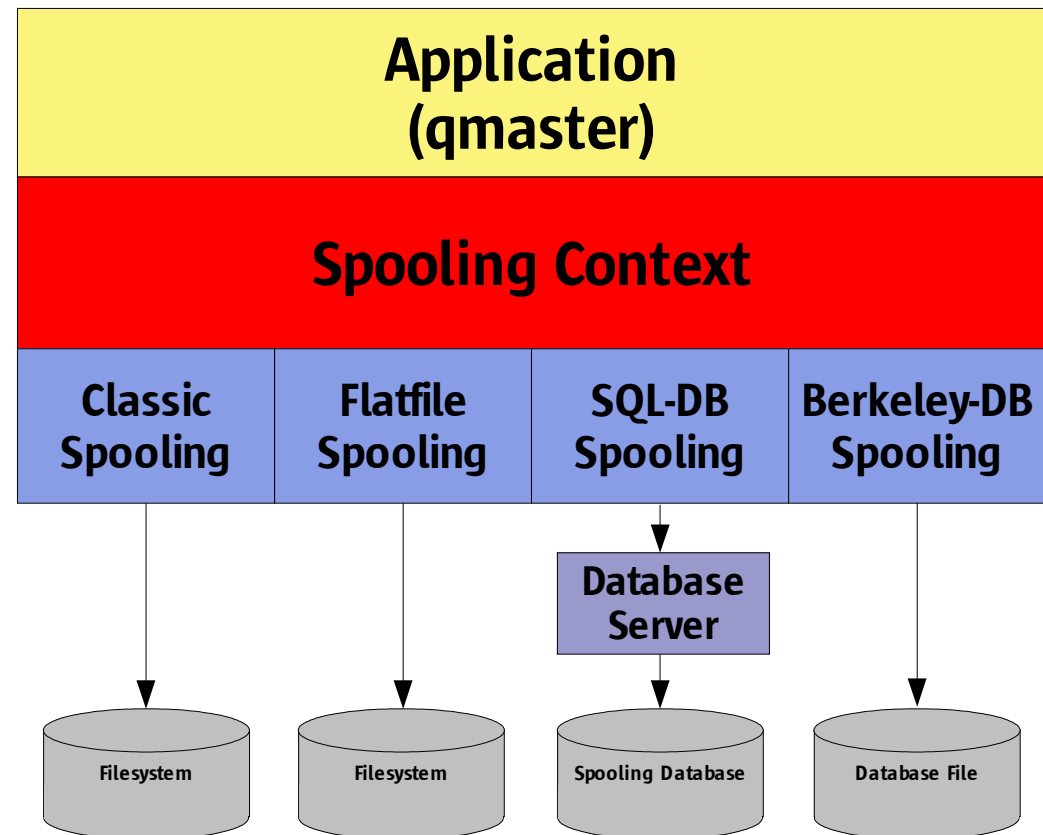 Application
(qmaster)
Spooling Context
Classic
Spooling
Flatfile
Spooling
SQL-DB
Spooling
Berkeley-DB
Spooling
Database
Server
Filesystem
Filesystem
Spooling Database
Database File